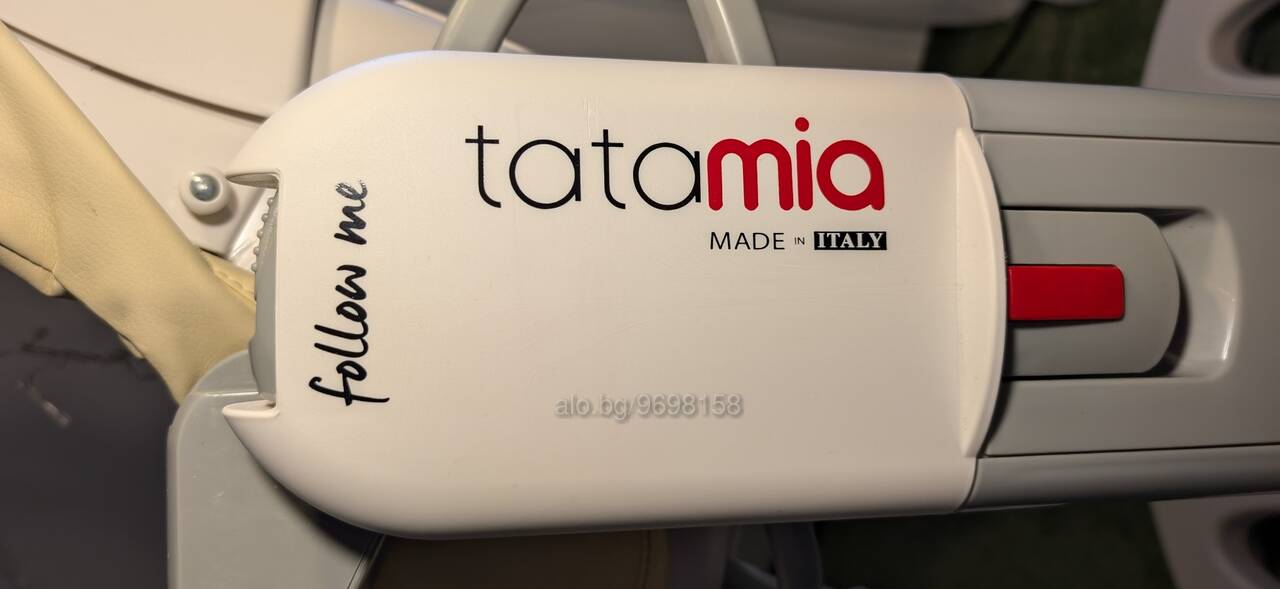 tatamia
MADE IN ITALY
follow me
alo.bg/9698158